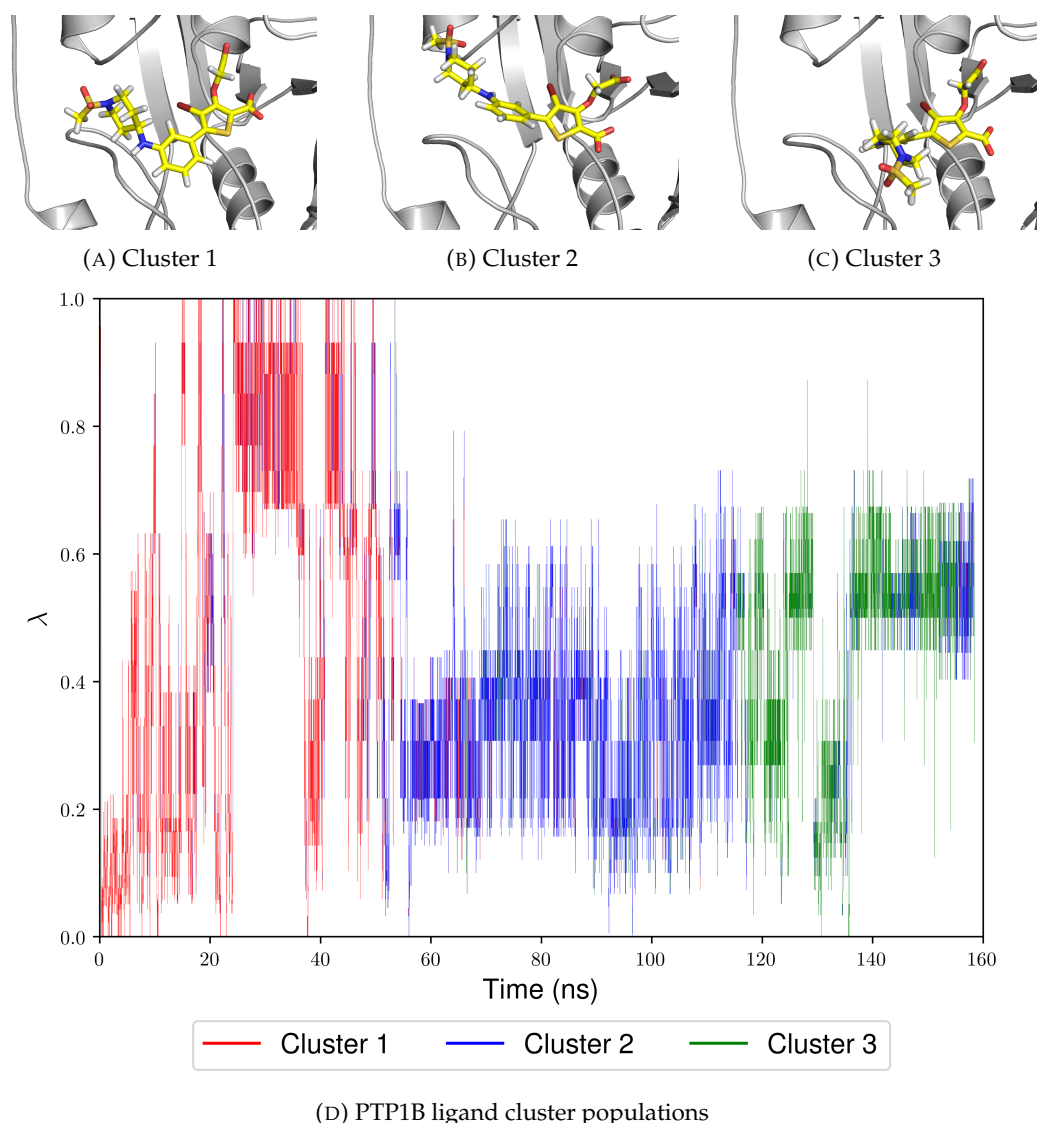 (A) Cluster 1
(B) Cluster 2
(C) Cluster 3
1.0
0.8
0.6
0.4
0.2
0.0
λ
0 20 40 60 80 100 120 140 160
Time (ns)
Cluster 1 Cluster 2 Cluster 3
(D) PTP1B ligand cluster populations